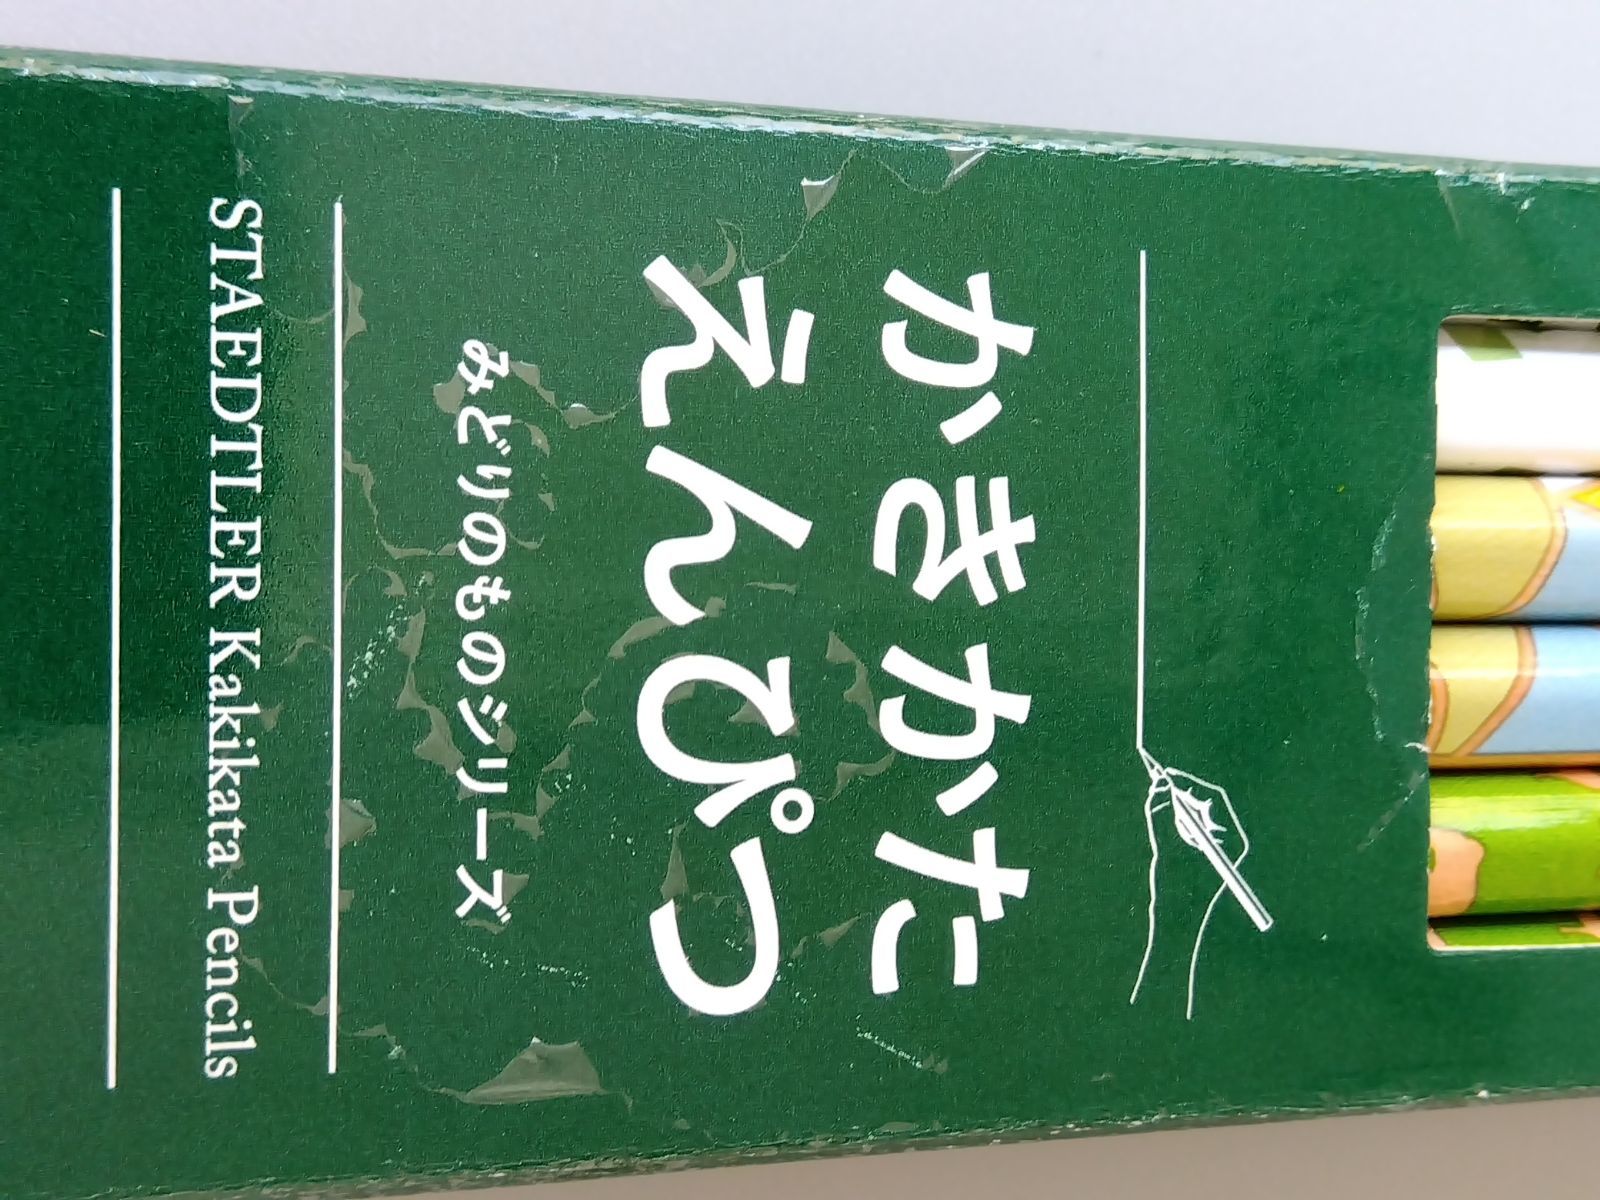 かきかた
えんぴつ
みどりのものシリーズ
STAEDTLER Kakikata Pencils